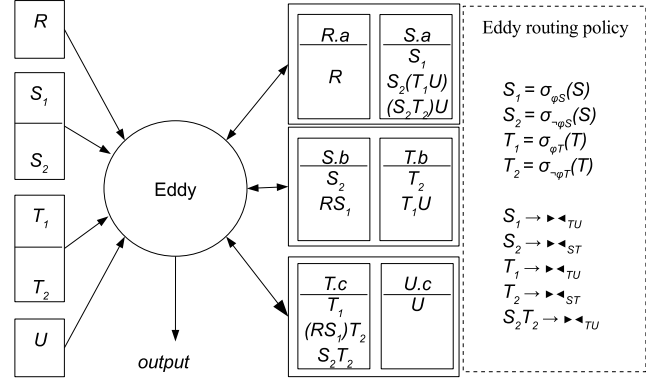 R
S₁
S₂
T₁
T₂
U
Eddy
output
R.a S.a
R
S₁
S₂(T₁U)
(S₂T₂)U
S.b T.b
S₂ T₂
RS₁ T₁U
T.c U.c
T₁ U
(RS₁)T₂
S₂T₂
Eddy routing policy
S₁ = σφS(S)
S₂ = σ¬φS(S)
T₁ = σφT(T)
T₂ = σ¬φT(T)
S₁ → ►◄TU
S₂ → ►◄ST
T₁ → ►◄TU
T₂ → ►◄ST
S₂T₂ → ►◄TU